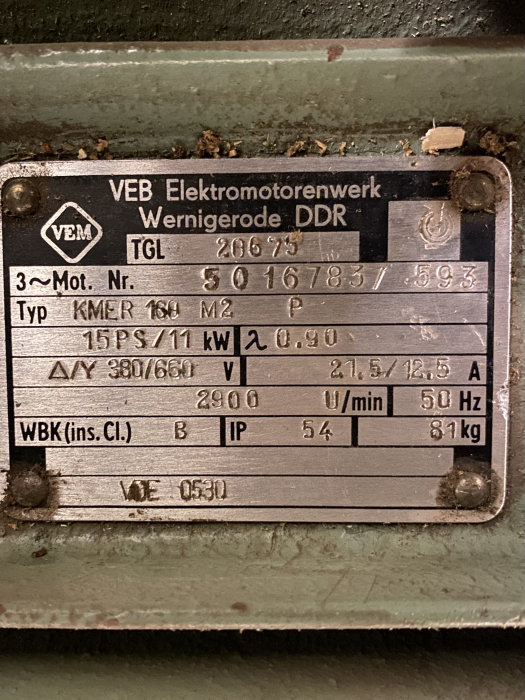 VEB Elektromotorenwerk
Wernigerode DDR
VEM
TGL 20675
3~Mot. Nr. 5016783/ 593
Typ KMER 160 M2 P
15PS/11 kW λ 0.90
Δ/Y 380/660 V 21.5/12.5 A
2900 U/min 50 Hz
WBK(ins.Cl.) B IP 54 81kg
VDE 0530